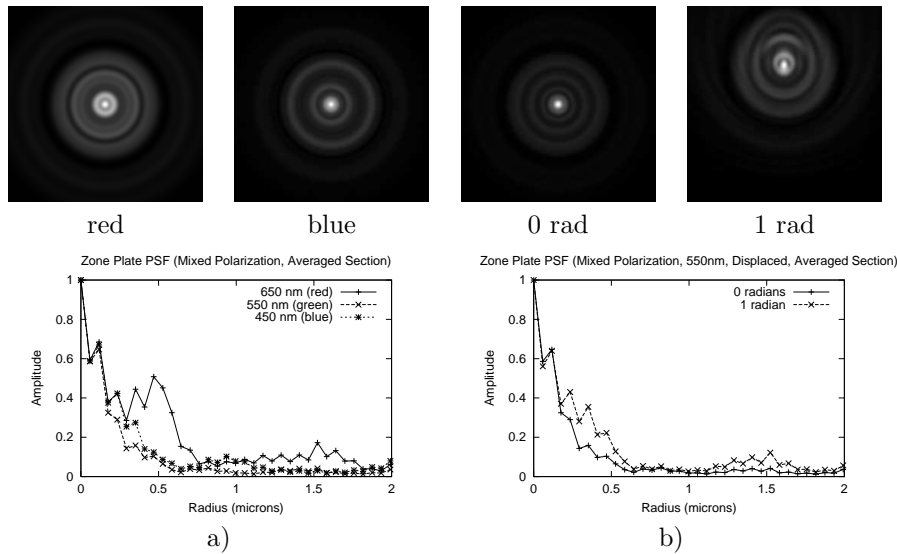 red blue 0 rad 1 rad
Zone Plate PSF (Mixed Polarization, Averaged Section)
1
0.8
0.6
0.4
0.2
0
Amplitude
650 nm (red)
550 nm (green)
450 nm (blue)
0 0.5 1 1.5 2
Radius (microns)
a)
Zone Plate PSF (Mixed Polarization, 550nm, Displaced, Averaged Section)
1
0.8
0.6
0.4
0.2
0
Amplitude
0 radians
1 radian
0 0.5 1 1.5 2
Radius (microns)
b)